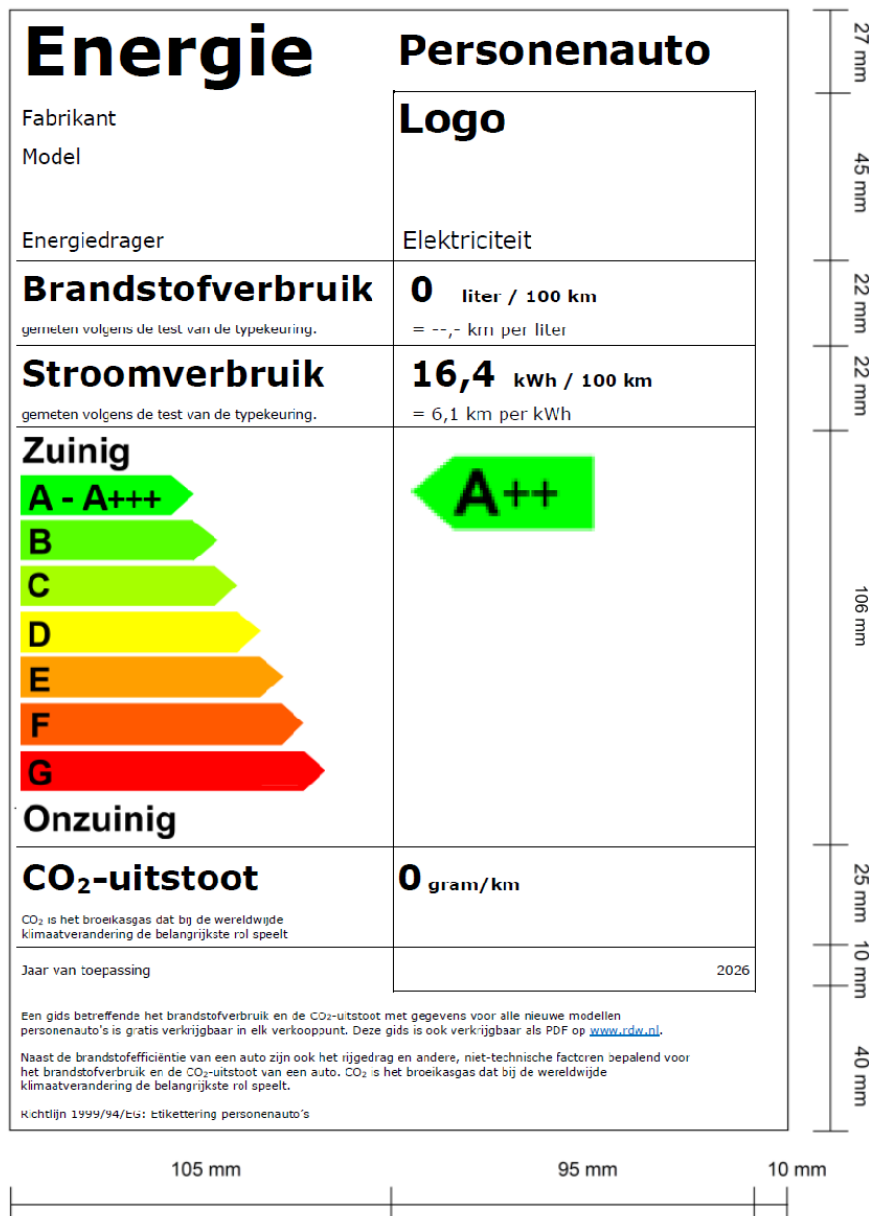 Energie
Personenauto
Fabrikant
Logo
Model
Energiedrager
Elektriciteit
Brandstofverbruik
0 liter / 100 km
gemeten volgens de test van de typekeuring.
= --,- km per liter
Stroomverbruik
16,4 kWh / 100 km
gemeten volgens de test van de typekeuring.
= 6,1 km per kWh
Zuinig
A - A+++
A++
B
C
D
E
F
G
Onzuinig
CO₂-uitstoot
0 gram/km
CO₂ is het broeikasgas dat bij de wereldwijde
klimaatverandering de belangrijkste rol speelt
Jaar van toepassing
2026
Een gids betreffende het brandstofverbruik en de CO₂-uitstoot met gegevens voor alle nieuwe modellen
personenauto's is gratis verkrijgbaar in elk verkooppunt. Deze gids is ook verkrijgbaar als PDF op www.rdw.nl.
Naast de brandstofefficiëntie van een auto zijn ook het rijgedrag en andere, niet-technische factoren bepalend voor
het brandstofverbruik en de CO₂-uitstoot van een auto. CO₂ is het broeikasgas dat bij de wereldwijde
klimaatverandering de belangrijkste rol speelt.
Richtlijn 1999/94/EG: Etikettering personenauto's
27 mm
45 mm
22 mm
22 mm
106 mm
25 mm
10 mm
40 mm
105 mm
95 mm
10 mm